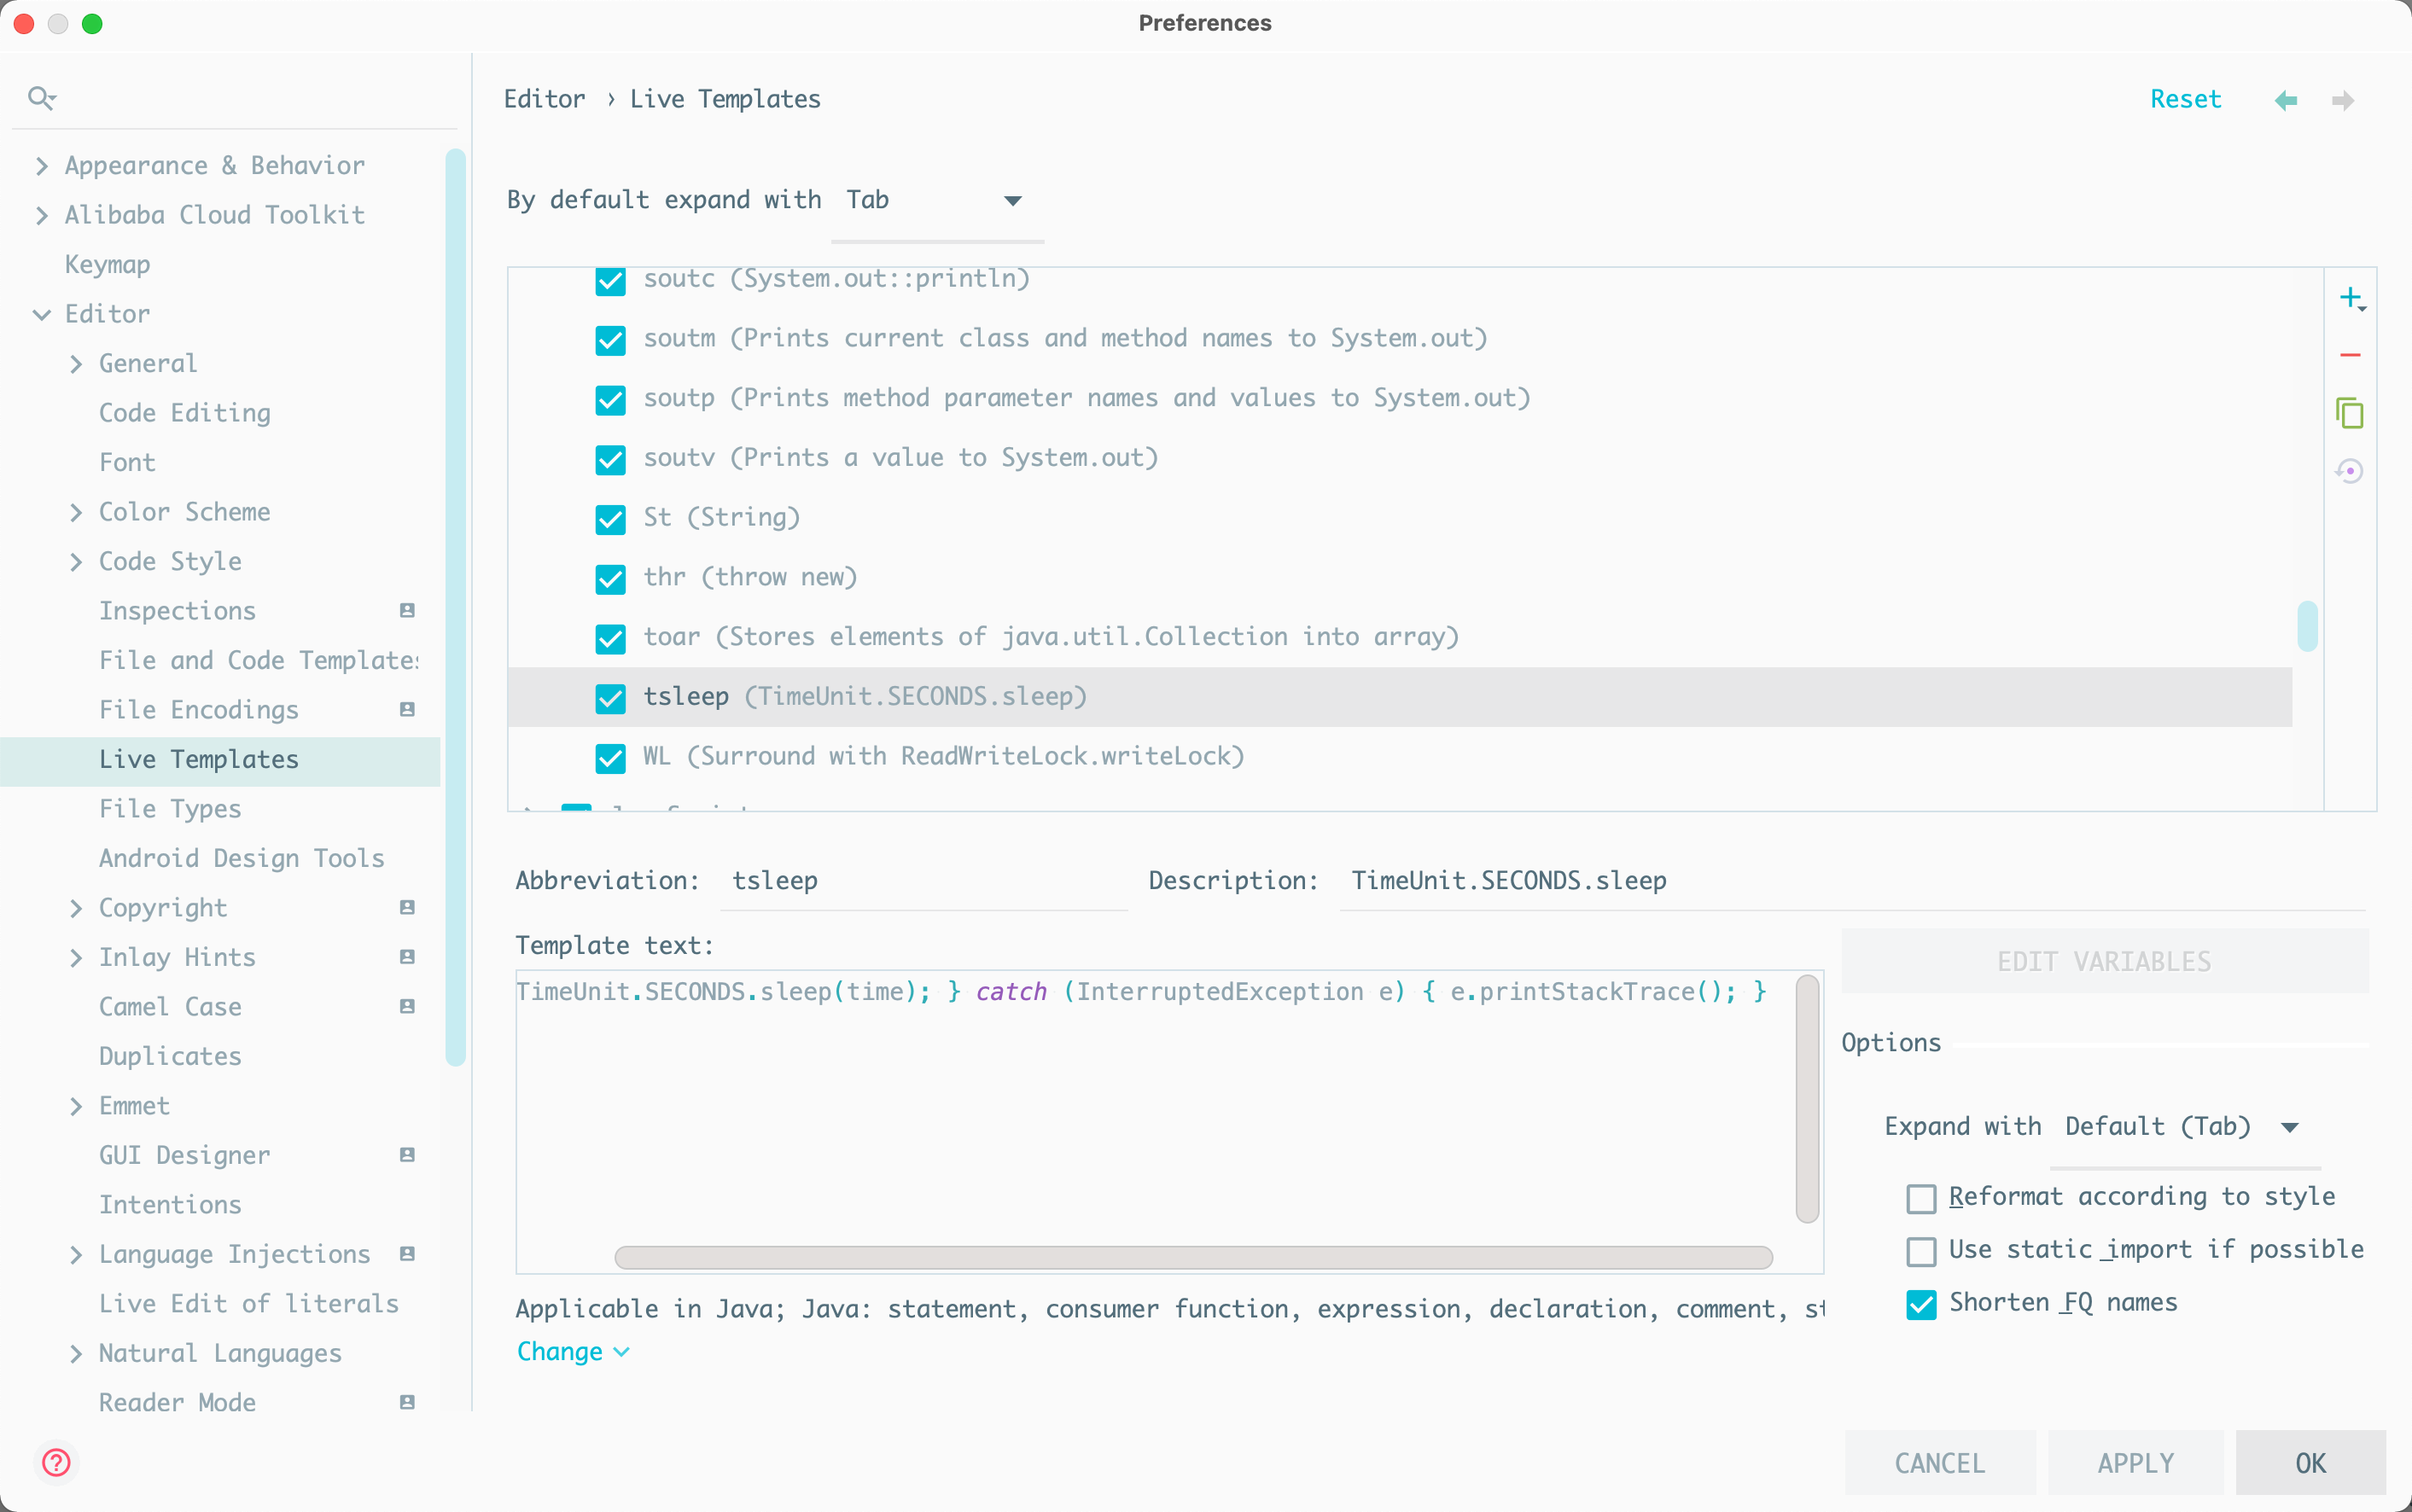 Preferences
Appearance & Behavior
Alibaba Cloud Toolkit
Keymap
Editor
General
Code Editing
Font
Color Scheme
Code Style
Inspections
File and Code Templates
File Encodings
Live Templates
File Types
Android Design Tools
Copyright
Inlay Hints
Camel Case
Duplicates
Emmet
GUI Designer
Intentions
Language Injections
Live Edit of literals
Natural Languages
Reader Mode
Editor › Live Templates
Reset
By default expand with Tab
soutc (System.out::println)
soutm (Prints current class and method names to System.out)
soutp (Prints method parameter names and values to System.out)
soutv (Prints a value to System.out)
St (String)
thr (throw new)
toar (Stores elements of java.util.Collection into array)
tsleep (TimeUnit.SECONDS.sleep)
WL (Surround with ReadWriteLock.writeLock)
Abbreviation: tsleep Description: TimeUnit.SECONDS.sleep
Template text:
TimeUnit.SECONDS.sleep(time); } catch (InterruptedException e) { e.printStackTrace(); }
EDIT VARIABLES
Options
Expand with Default (Tab)
Reformat according to style
Use static import if possible
Shorten FQ names
Applicable in Java; Java: statement, consumer function, expression, declaration, comment, st
Change
CANCEL
APPLY
OK